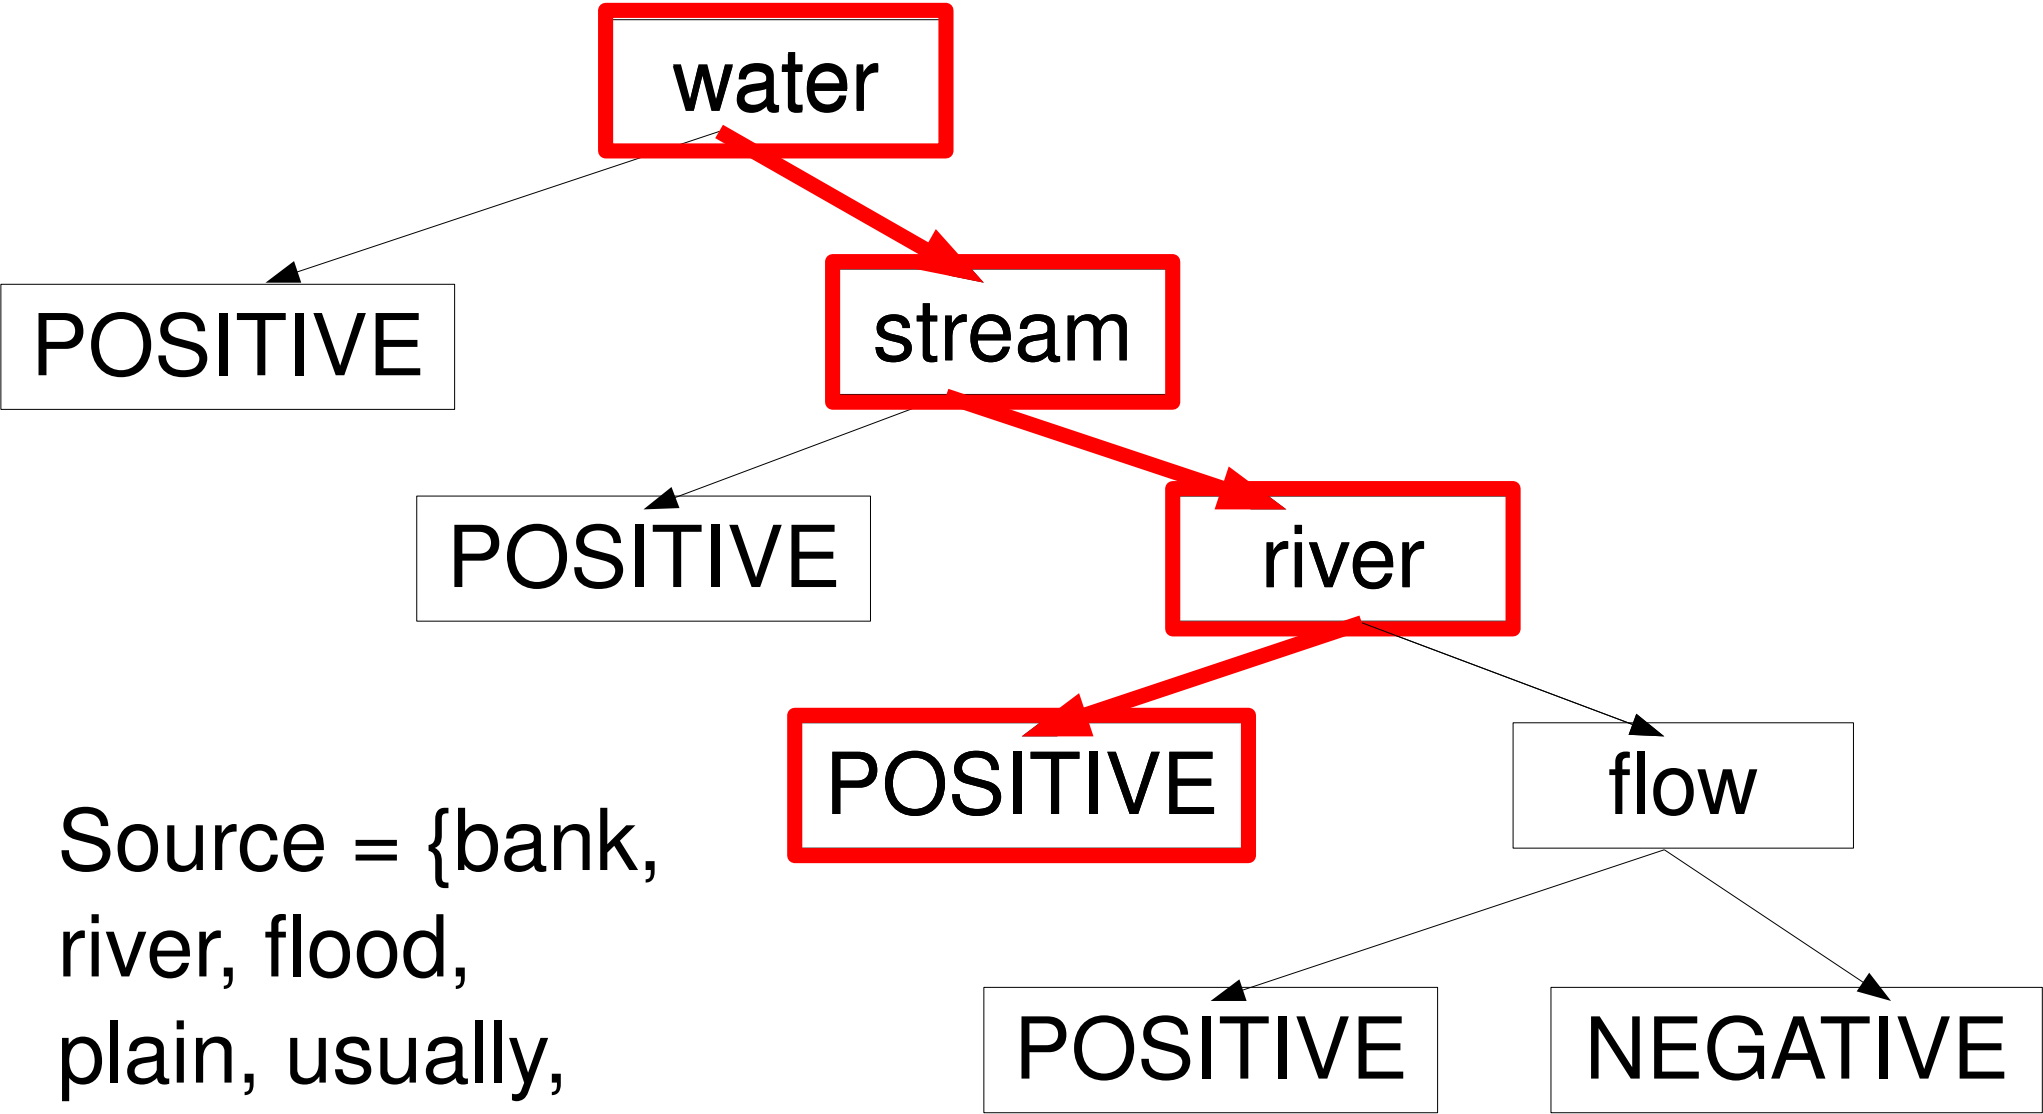 water
POSITIVE
stream
POSITIVE
river
POSITIVE
flow
Source = {bank,
river, flood,
plain, usually,
POSITIVE
NEGATIVE